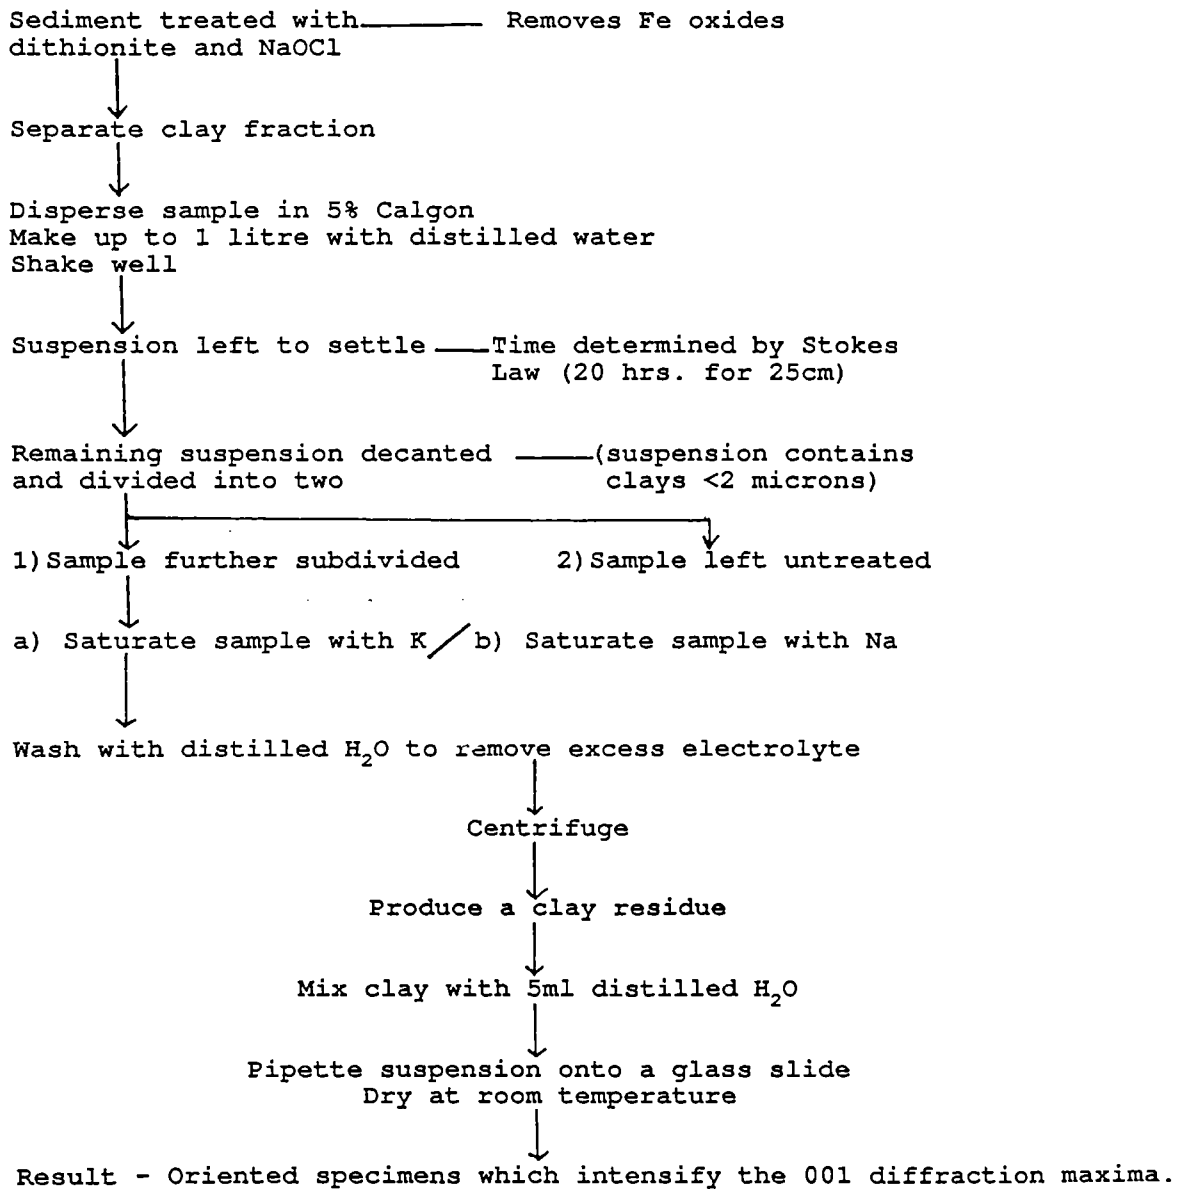 Sediment treated with Removes Fe oxides
dithionite and NaOCl
Separate clay fraction
Disperse sample in 5% Calgon
Make up to 1 litre with distilled water
Shake well
Suspension left to settle Time determined by Stokes
Law (20 hrs. for 25cm)
Remaining suspension decanted (suspension contains
and divided into two clays <2 microns)
1) Sample further subdivided 2) Sample left untreated
a) Saturate sample with K / b) Saturate sample with Na
Wash with distilled H₂O to remove excess electrolyte
Centrifuge
Produce a clay residue
Mix clay with 5ml distilled H₂O
Pipette suspension onto a glass slide
Dry at room temperature
Result - Oriented specimens which intensify the 001 diffraction maxima.